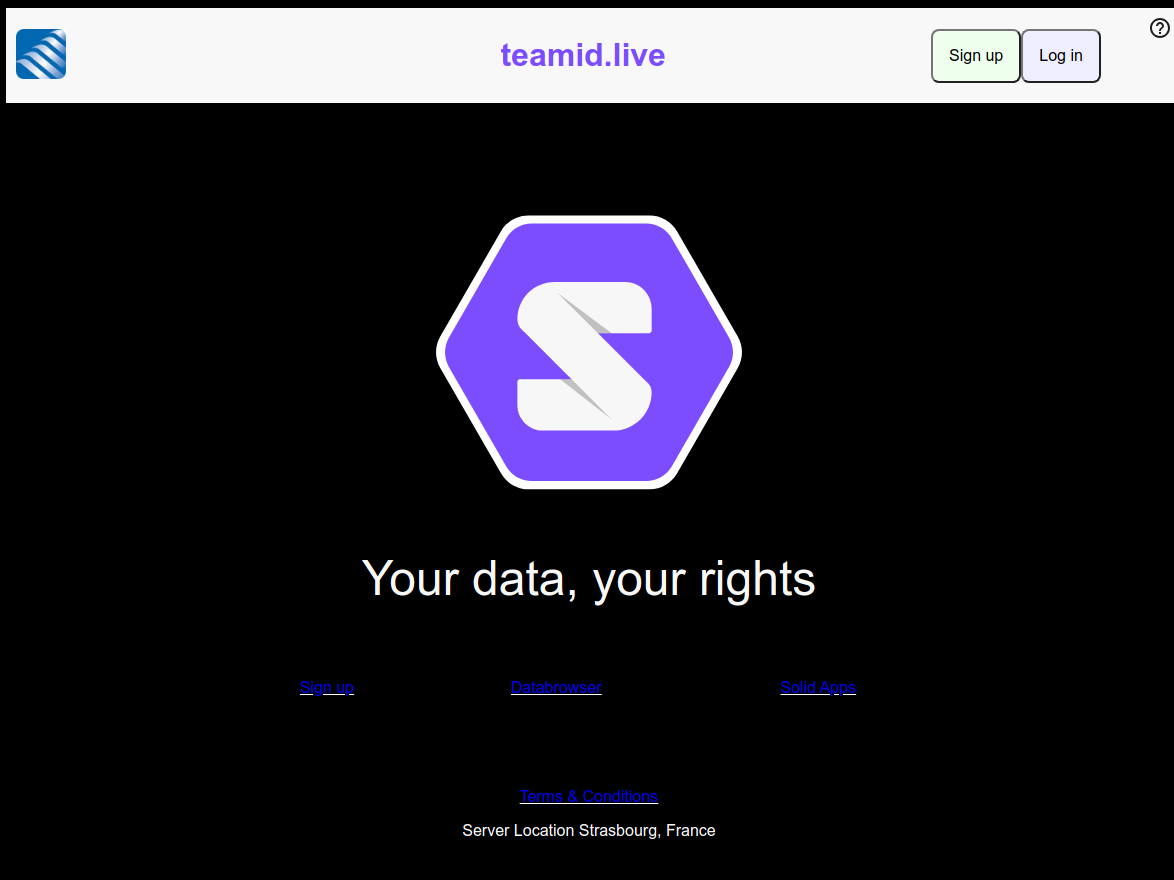 teamid.live
Sign up
Log in
Your data, your rights
Sign up
Databrowser
Solid Apps
Terms & Conditions
Server Location Strasbourg, France